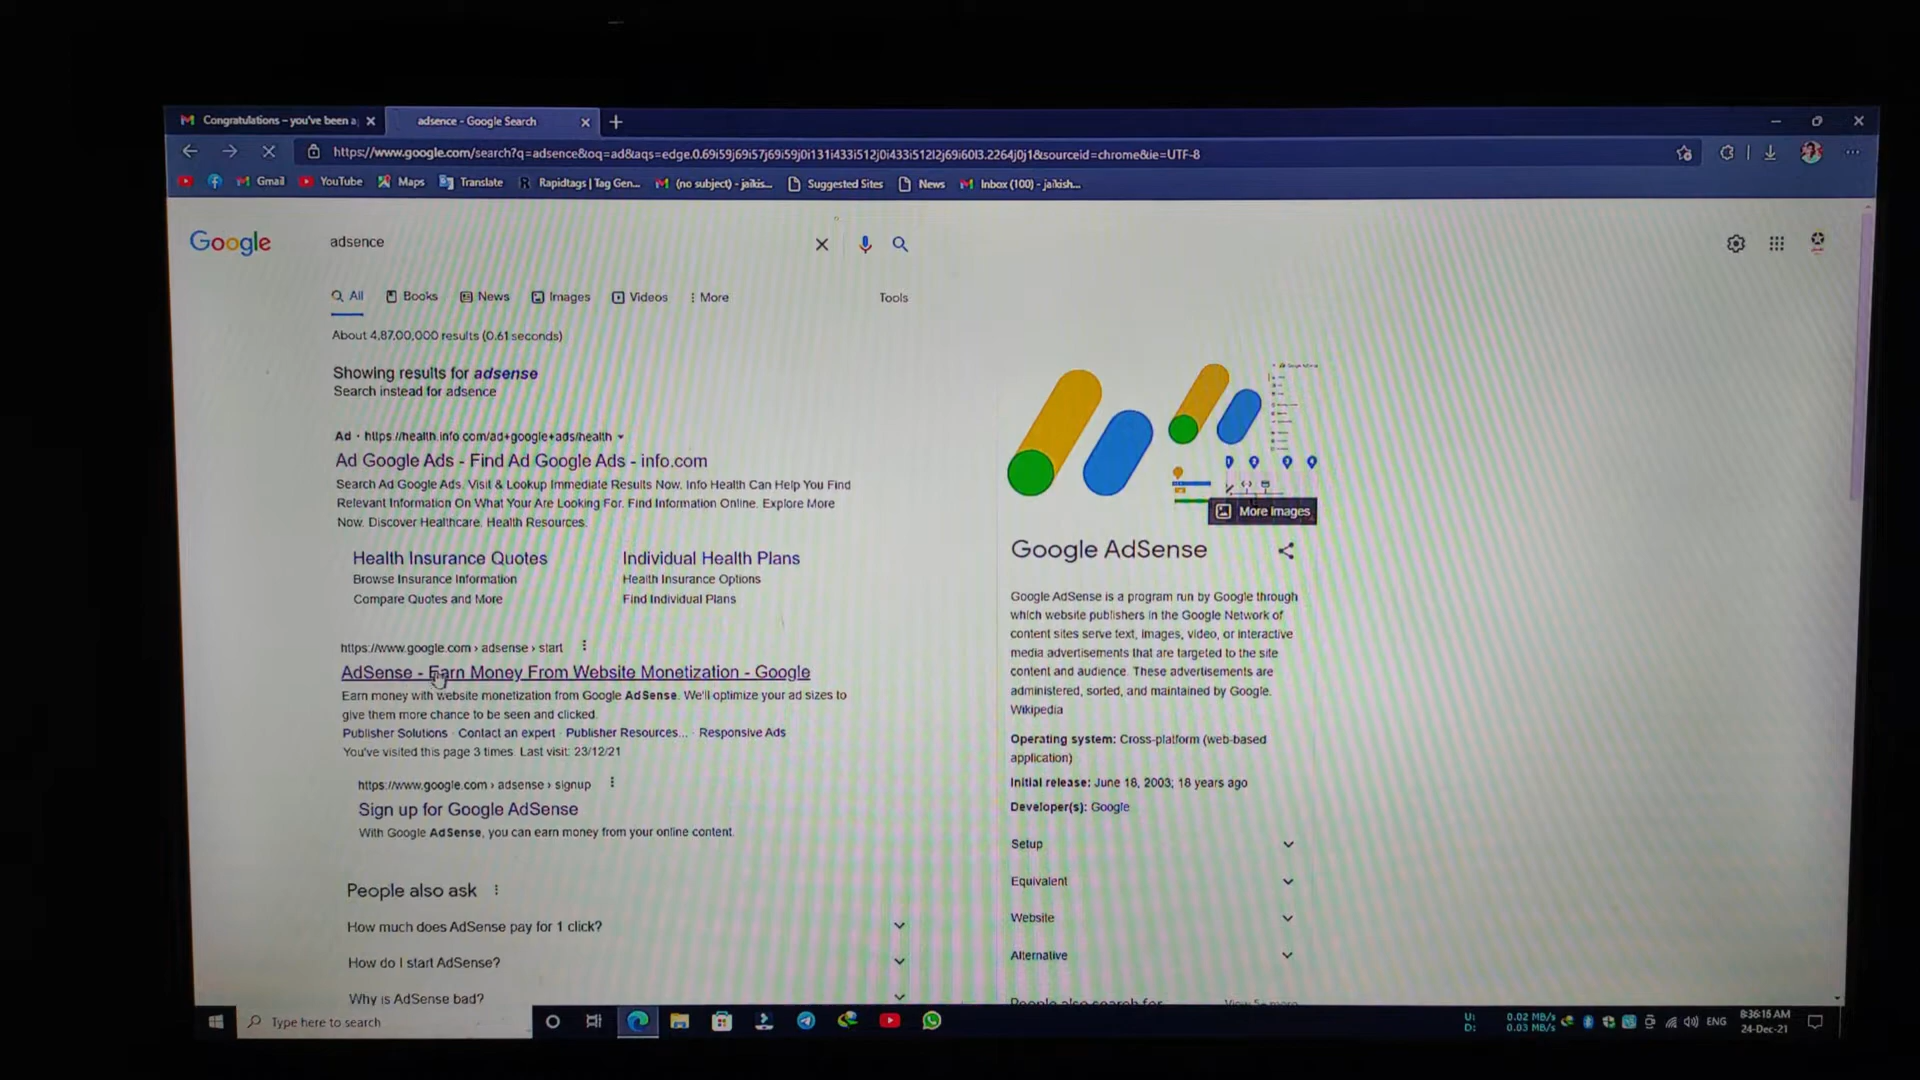 Congratulations – you've been a
adsence - Google Search
https://www.google.com/search?q=adsence&oq=ad&aqs=edge.0.69i59j69i57j69i59j0i131i433i512j0i433i512l2j69i60l3.2264j0j1&sourceid=chrome&ie=UTF-8
Gmail
YouTube
Maps
Translate
Rapidtags | Tag Gen...
(no subject) - jaikis...
Suggested Sites
News
Inbox (100) - jaikish...
Google
adsence
All
Books
News
Images
Videos
More
Tools
About 4,87,00,000 results (0.61 seconds)
Showing results for adsense
Search instead for adsence
Ad · https://health.info.com/ad+google+ads/health
Ad Google Ads - Find Ad Google Ads - info.com
Search Ad Google Ads. Visit & Lookup Immediate Results Now. Info Health Can Help You Find
Relevant Information On What Your Are Looking For. Find Information Online. Explore More
Now. Discover Healthcare. Health Resources.
Health Insurance Quotes
Browse Insurance Information
Compare Quotes and More
Individual Health Plans
Health Insurance Options
Find Individual Plans
https://www.google.com › adsense › start
AdSense - Earn Money From Website Monetization - Google
Earn money with website monetization from Google AdSense. We'll optimize your ad sizes to
give them more chance to be seen and clicked.
Publisher Solutions · Contact an expert · Publisher Resources... · Responsive Ads
You've visited this page 3 times. Last visit: 23/12/21
https://www.google.com › adsense › signup
Sign up for Google AdSense
With Google AdSense, you can earn money from your online content.
People also ask
How much does AdSense pay for 1 click?
How do I start AdSense?
Why is AdSense bad?
More images
Google AdSense
Google AdSense is a program run by Google through
which website publishers in the Google Network of
content sites serve text, images, video, or interactive
media advertisements that are targeted to the site
content and audience. These advertisements are
administered, sorted, and maintained by Google.
Wikipedia
Operating system: Cross-platform (web-based
application)
Initial release: June 18, 2003; 18 years ago
Developer(s): Google
Setup
Equivalent
Website
Alternative
People also search for
View 5+ more
Type here to search
U: 0.02 MB/s
D: 0.03 MB/s
ENG
8:36:15 AM
24-Dec-21